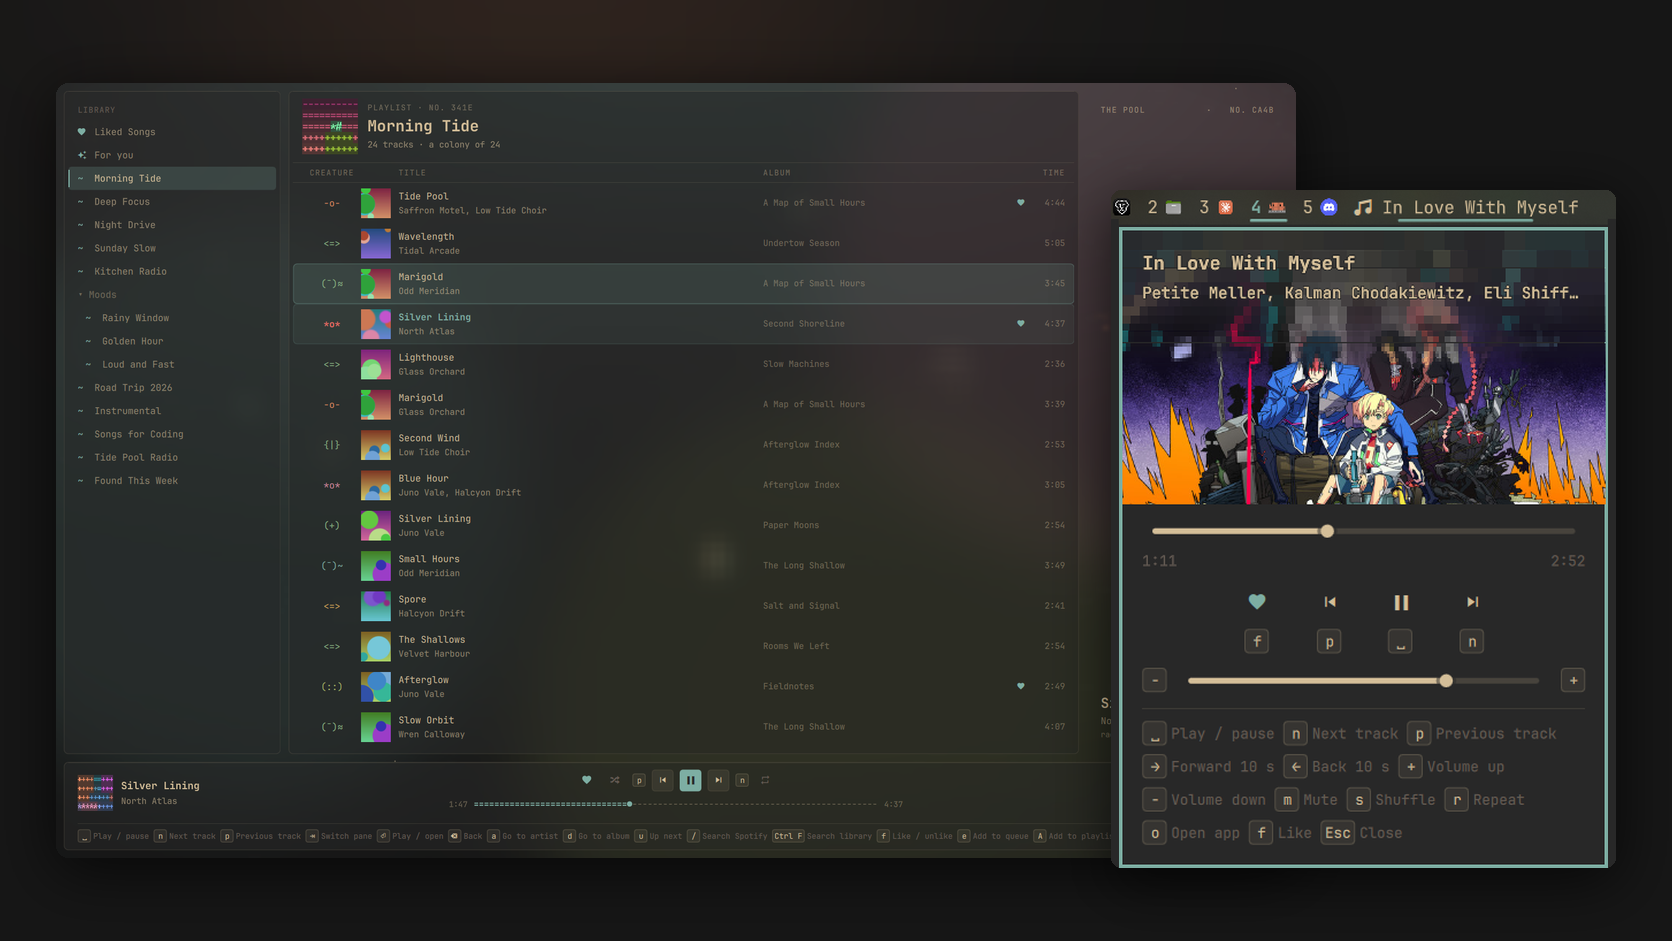 LIBRARY
Liked Songs
For you
~ Morning Tide
~ Deep Focus
~ Night Drive
~ Sunday Slow
~ Kitchen Radio
Moods
~ Rainy Window
~ Golden Hour
~ Loud and Fast
~ Road Trip 2026
~ Instrumental
~ Songs for Coding
~ Tide Pool Radio
~ Found This Week
PLAYLIST · NO. 341E
Morning Tide
24 tracks · a colony of 24
CREATURE TITLE ALBUM TIME
-o- Tide Pool A Map of Small Hours 4:44
Saffron Motel, Low Tide Choir
<=> Wavelength Undertow Season 5:05
Tidal Arcade
(¯)≈ Marigold A Map of Small Hours 3:45
Odd Meridian
*o* Silver Lining Second Shoreline 4:37
North Atlas
<=> Lighthouse Slow Machines 2:36
Glass Orchard
-o- Marigold A Map of Small Hours 3:39
Glass Orchard
{|} Second Wind Afterglow Index 2:53
Low Tide Choir
*o* Blue Hour Afterglow Index 3:05
Juno Vale, Halcyon Drift
(+) Silver Lining Paper Moons 2:54
Juno Vale
(¯)~ Small Hours The Long Shallow 3:49
Odd Meridian
<=> Spore Salt and Signal 2:41
Halcyon Drift
<=> The Shallows Rooms We Left 2:54
Velvet Harbour
(::) Afterglow Fieldnotes 2:49
Juno Vale
(¯)≈ Slow Orbit The Long Shallow 4:07
Wren Calloway
THE POOL · NO. CA4B
Silver Lining
North Atlas
p n
1:47 4:37
Play / pause n Next track p Previous track Switch pane Play / open Back a Go to artist d Go to album u Up next / Search Spotify Ctrl F Search library f Like / unlike e Add to queue A Add to playli
2 3 4 5 In Love With Myself
In Love With Myself
Petite Meller, Kalman Chodakiewitz, Eli Shiff…
1:11 2:52
f p ␣ n
- +
␣ Play / pause n Next track p Previous track
→ Forward 10 s ← Back 10 s + Volume up
- Volume down m Mute s Shuffle r Repeat
o Open app f Like Esc Close